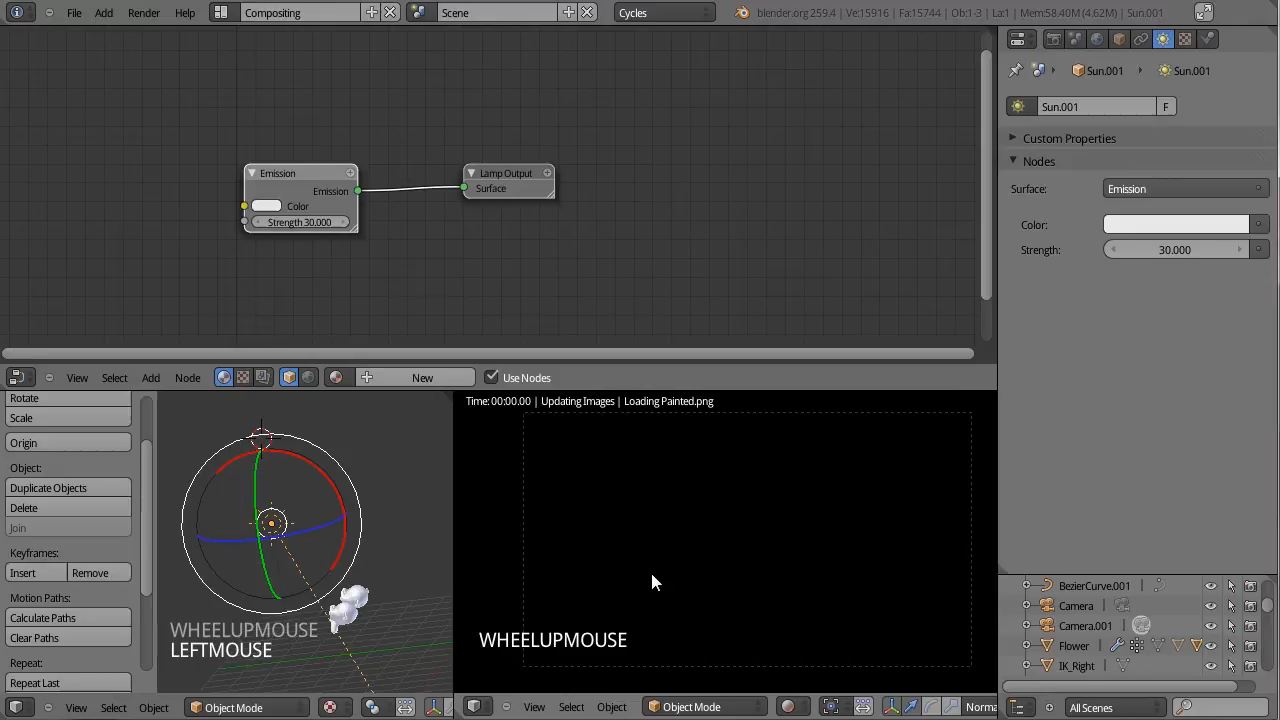 File Add Render Help Compositing Scene Cycles blender.org 259.4 | Ve:15916 | Fa:15744 | Ob:1-3 | La:1 | Mem:58.40M (4.62M) | Sun.001
Sun.001 Sun.001
Sun.001 F
Custom Properties
Nodes
Surface: Emission
Color:
Strength: 30.000
Emission
Emission
Color
Strength 30.000
Lamp Output
Surface
View Select Add Node New Use Nodes
Rotate
Scale
Origin
Object:
Duplicate Objects
Delete
Join
Keyframes:
Insert Remove
Motion Paths:
Calculate Paths
Clear Paths
Repeat:
Repeat Last
WHEELUPMOUSE
LEFTMOUSE
Time:00:00.00 | Updating Images | Loading Painted.png
WHEELUPMOUSE
BezierCurve.001
Camera
Camera.001
Flower
IK_Right
View Select Object Object Mode
View Select Object Object Mode Norma
All Scenes